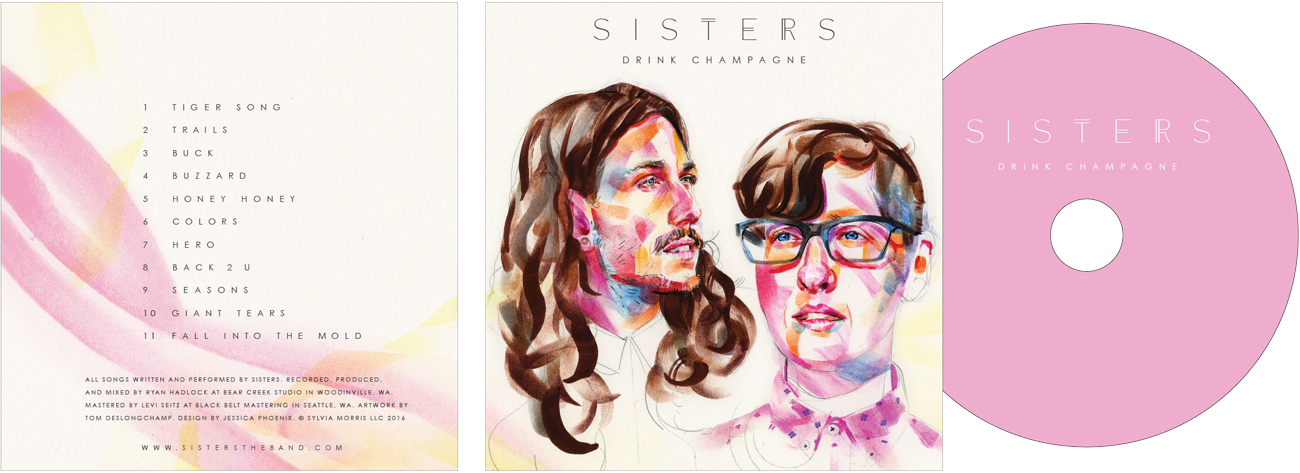 1 TIGER SONG
2 TRAILS
3 BUCK
4 BUZZARD
5 HONEY HONEY
6 COLORS
7 HERO
8 BACK 2 U
9 SEASONS
10 GIANT TEARS
11 FALL INTO THE MOLD
ALL SONGS WRITTEN AND PERFORMED BY SISTERS. RECORDED, PRODUCED,
AND MIXED BY RYAN HADLOCK AT BEAR CREEK STUDIO IN WOODINVILLE, WA.
MASTERED BY LEVI SEITZ AT BLACK BELT MASTERING IN SEATTLE, WA. ARTWORK BY
TOM DESLONGCHAMP. DESIGN BY JESSICA PHOENIX. © SYLVIA MORRIS LLC 2016
WWW.SISTERSTHEBAND.COM
SISTERS
DRINK CHAMPAGNE
SISTERS
DRINK CHAMPAGNE